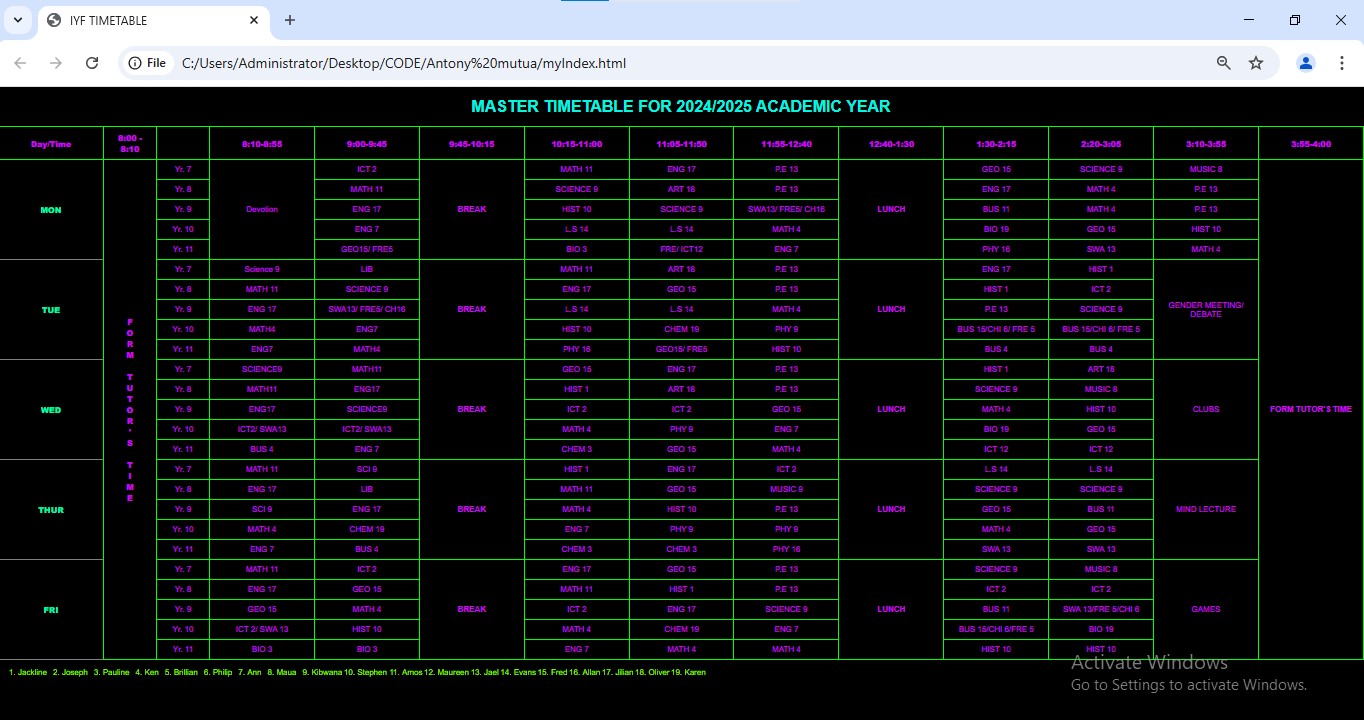 IYF TIMETABLE
File C:/Users/Administrator/Desktop/CODE/Antony%20mutua/myIndex.html
MASTER TIMETABLE FOR 2024/2025 ACADEMIC YEAR
Day/Time 8:00 - 8:10 8:10-8:55 9:00-9:45 9:45-10:15 10:15-11:00 11:05-11:50 11:55-12:40 12:40-1:30 1:30-2:15 2:20-3:05 3:10-3:55 3:55-4:00
Yr. 7 ICT 2 MATH 11 ENG 17 P.E 13 GEO 15 SCIENCE 9 MUSIC 8
Yr. 8 MATH 11 SCIENCE 9 ART 18 P.E 13 ENG 17 MATH 4 P.E 13
MON Yr. 9 Devotion ENG 17 BREAK HIST 10 SCIENCE 9 SWA13/ FRE5/ CH16 LUNCH BUS 11 MATH 4 P.E 13
Yr. 10 ENG 7 L.S 14 L.S 14 MATH 4 BIO 19 GEO 15 HIST 10
Yr. 11 GEO15/ FRE5 BIO 3 FRE/ ICT12 ENG 7 PHY 16 SWA 13 MATH 4
Yr. 7 Science 9 LIB MATH 11 ART 18 P.E 13 ENG 17 HIST 1
Yr. 8 MATH 11 SCIENCE 9 ENG 17 GEO 15 P.E 13 HIST 1 ICT 2
TUE Yr. 9 ENG 17 SWA13/ FRE5/ CH16 BREAK L.S 14 L.S 14 MATH 4 LUNCH P.E 13 SCIENCE 9 GENDER MEETING/ DEBATE
Yr. 10 MATH4 ENG7 HIST 10 CHEM 19 PHY 9 BUS 15/CHI 6/ FRE 5 BUS 15/CHI 6/ FRE 5
Yr. 11 ENG7 MATH4 PHY 16 GEO15/ FRE5 HIST 10 BUS 4 BUS 4
Yr. 7 SCIENCE9 MATH11 GEO 15 ENG 17 P.E 13 HIST 1 ART 18
Yr. 8 MATH11 ENG17 HIST 1 ART 18 P.E 13 SCIENCE 9 MUSIC 8
WED FORM TUTOR'S TIME Yr. 9 ENG17 SCIENCE9 BREAK ICT 2 ICT 2 GEO 15 LUNCH MATH 4 HIST 10 CLUBS FORM TUTOR'S TIME
Yr. 10 ICT2/ SWA13 ICT2/ SWA13 MATH 4 PHY 9 ENG 7 BIO 19 GEO 15
Yr. 11 BUS 4 ENG 7 CHEM 3 GEO 15 MATH 4 ICT 12 ICT 12
Yr. 7 MATH 11 SCI 9 HIST 1 ENG 17 ICT 2 L.S 14 L.S 14
Yr. 8 ENG 17 LIB MATH 11 GEO 15 MUSIC 9 SCIENCE 9 SCIENCE 9
THUR Yr. 9 SCI 9 ENG 17 BREAK MATH 4 HIST 10 P.E 13 LUNCH GEO 15 BUS 11 MIND LECTURE
Yr. 10 MATH 4 CHEM 19 ENG 7 PHY 9 PHY 9 MATH 4 GEO 15
Yr. 11 ENG 7 BUS 4 CHEM 3 CHEM 3 PHY 16 SWA 13 SWA 13
Yr. 7 MATH 11 ICT 2 ENG 17 GEO 15 P.E 13 SCIENCE 9 MUSIC 8
Yr. 8 ENG 17 GEO 15 MATH 11 HIST 1 P.E 13 ICT 2 ICT 2
FRI Yr. 9 GEO 15 MATH 4 BREAK ICT 2 ENG 17 SCIENCE 9 LUNCH BUS 11 SWA 13/FRE 5/CHI 6 GAMES
Yr. 10 ICT 2/ SWA 13 HIST 10 MATH 4 CHEM 19 ENG 7 BUS 15/CHI 6/FRE 5 BIO 19
Yr. 11 BIO 3 BIO 3 ENG 7 MATH 4 MATH 4 HIST 10 HIST 10
1. Jackline 2. Joseph 3. Pauline 4. Ken 5. Brillian 6. Philip 7. Ann 8. Maua 9. Kibwana 10. Stephen 11. Amos 12. Maureen 13. Jael 14. Evans 15. Fred 16. Allan 17. Jilian 18. Oliver 19. Karen
Activate Windows
Go to Settings to activate Windows.